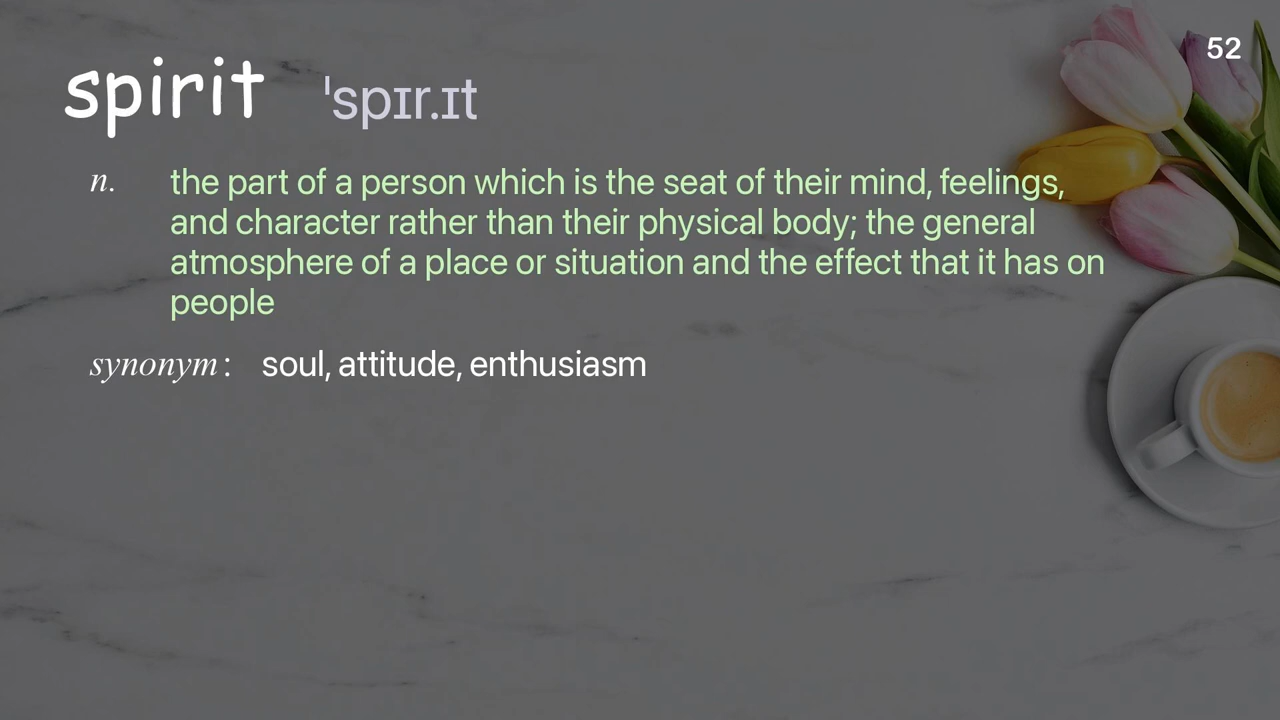 52
spirit ˈspɪr.ɪt
n. the part of a person which is the seat of their mind, feelings,
and character rather than their physical body; the general
atmosphere of a place or situation and the effect that it has on
people
synonym: soul, attitude, enthusiasm